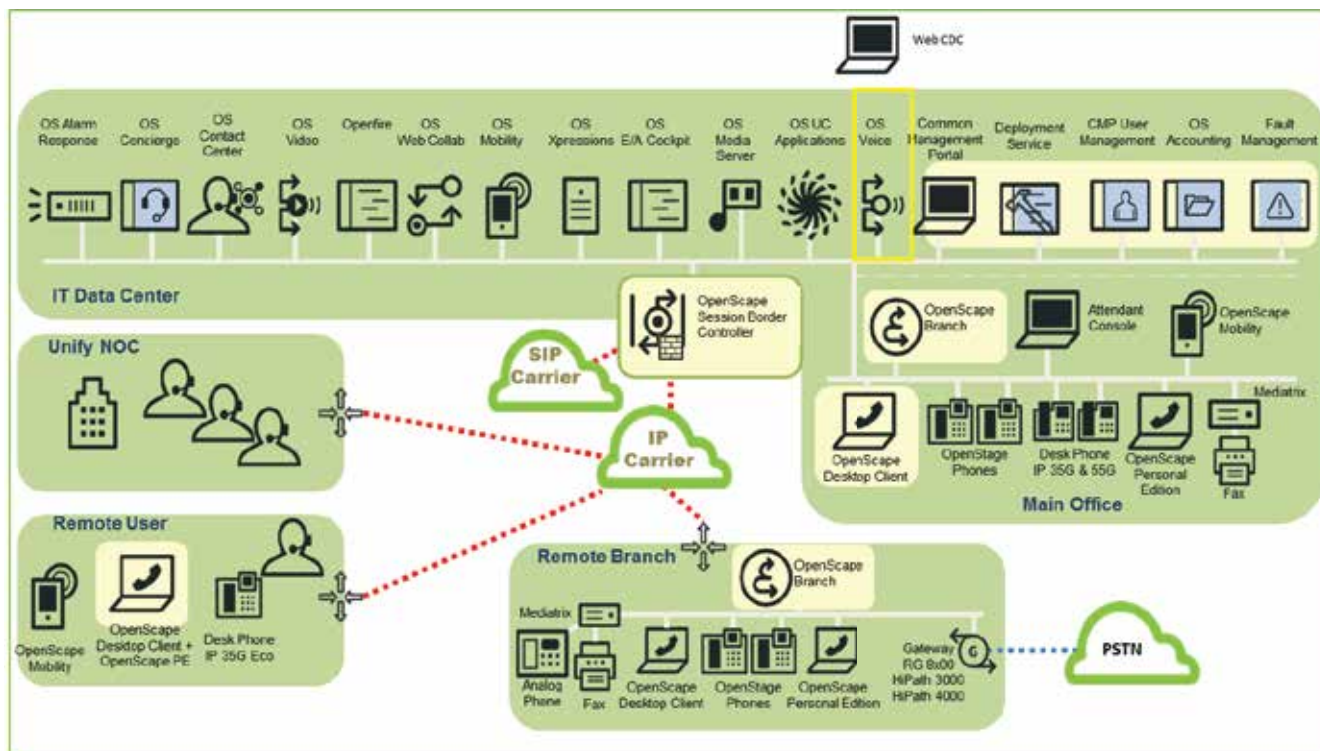 Web CDC
OS Alarm
Response
OS
Concierge
OS
Contact
Center
OS
Video
Openfire
OS
Web Collab
OS
Mobility
OS
Xpressions
OS
E/A Cockpit
OS
Media
Server
OS UC
Applications
OS
Voice
Common
Management
Portal
Deployment
Service
CMP User
Management
OS
Accounting
Fault
Management
IT Data Center
OpenScape
Session Border
Controller
OpenScape
Branch
Attendant
Console
OpenScape
Mobility
Unify NOC
SIP
Carrier
IP
Carrier
Mediatrix
OpenScape
Desktop Client
OpenStage
Phones
Desk Phone
IP 35G & 55G
OpenScape
Personal
Edition
Fax
Main Office
Remote User
OpenScape
Mobility
OpenScape
Desktop Client +
OpenScape PE
Desk Phone
IP 35G Eco
Remote Branch
OpenScape
Branch
Mediatrix
Analog
Phone
Fax
OpenScape
Desktop Client
OpenStage
Phones
OpenScape
Personal Edtion
Gateway
RG 8x00
HiPath 3000
HiPath 4000
G
PSTN